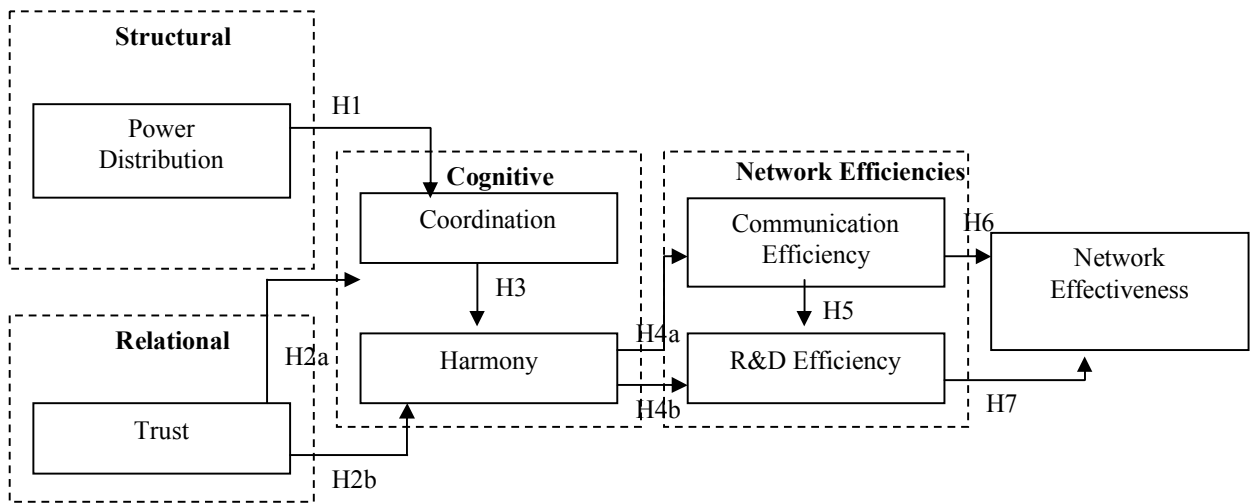 Structural
Power
Distribution
H1
Cognitive
Coordination
H3
Harmony
Relational
Trust
H2a
H2b
Network Efficiencies
Communication
Efficiency
H4a
H5
R&D Efficiency
H4b
H6
Network
Effectiveness
H7